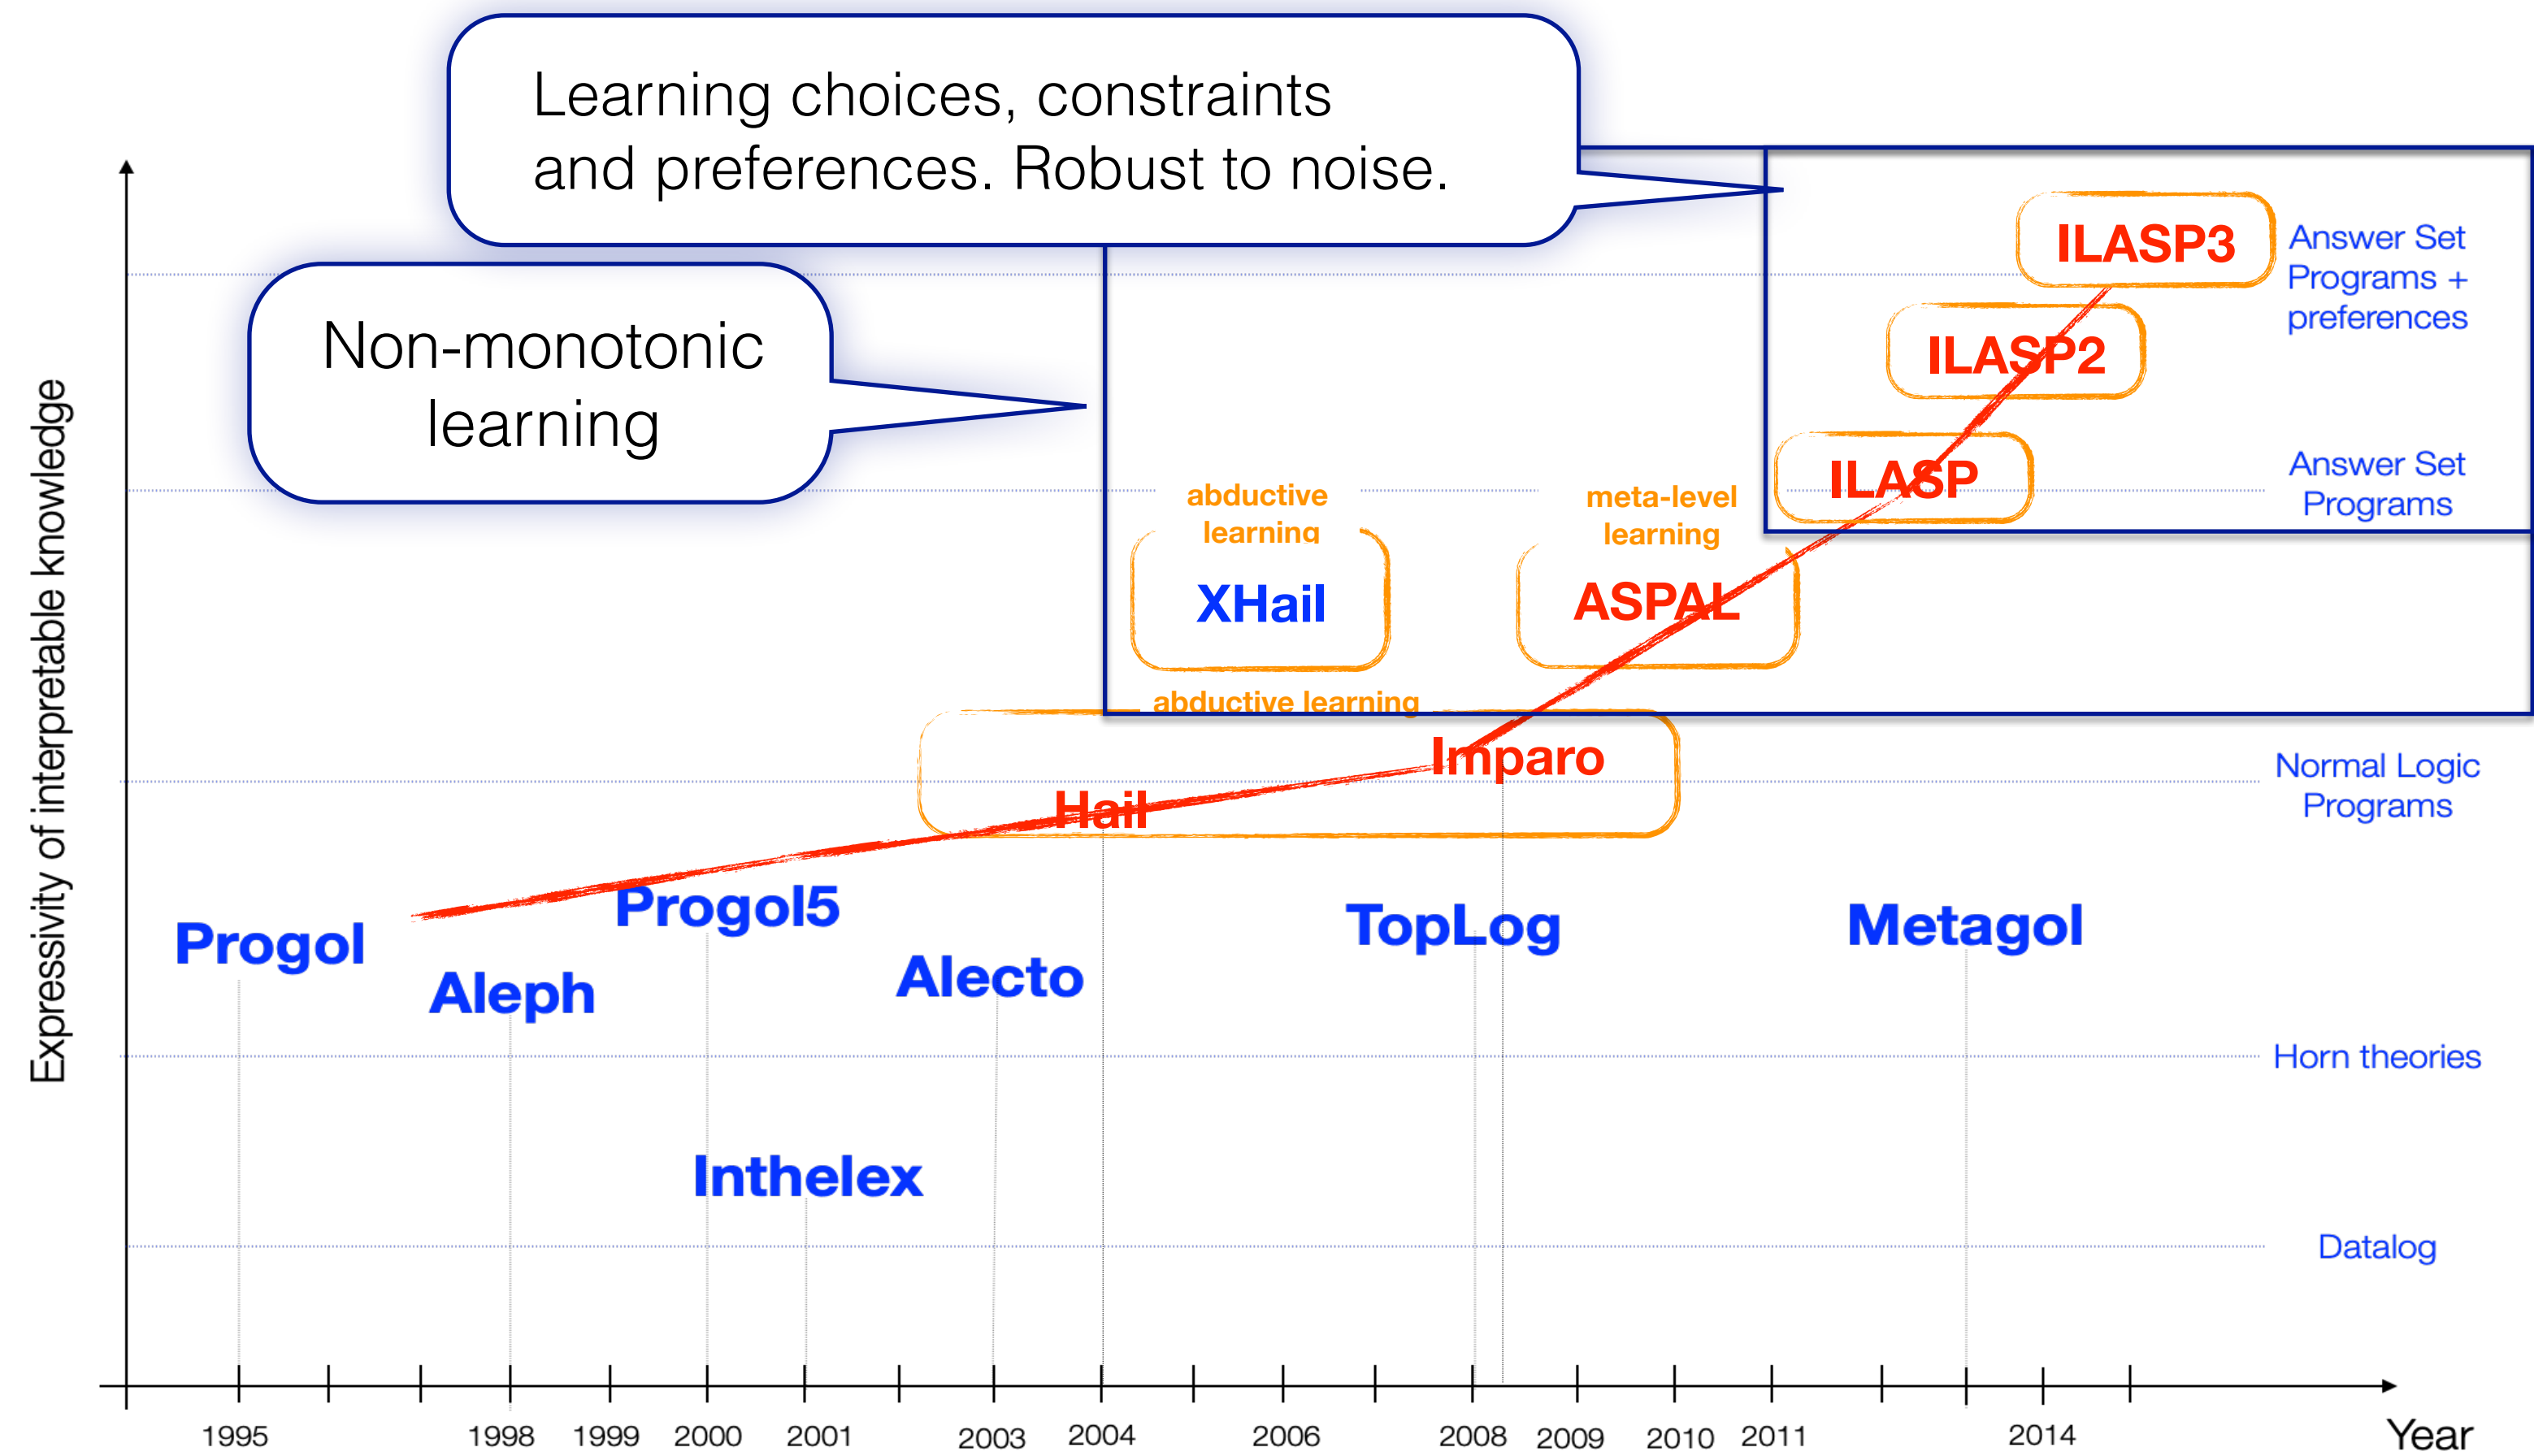 Learning choices, constraints
and preferences. Robust to noise.
Non-monotonic
learning
Expressivity of interpretable knowledge
ILASP3
Answer Set
Programs +
preferences
ILASP2
ILASP
Answer Set
Programs
abductive
learning
XHail
meta-level
learning
ASPAL
abductive learning
Imparo
Hail
Normal Logic
Programs
Progol
Progol5
Aleph
Alecto
TopLog
Metagol
Horn theories
Inthelex
Datalog
1995
1998
1999
2000
2001
2003
2004
2006
2008
2009
2010
2011
2014
Year